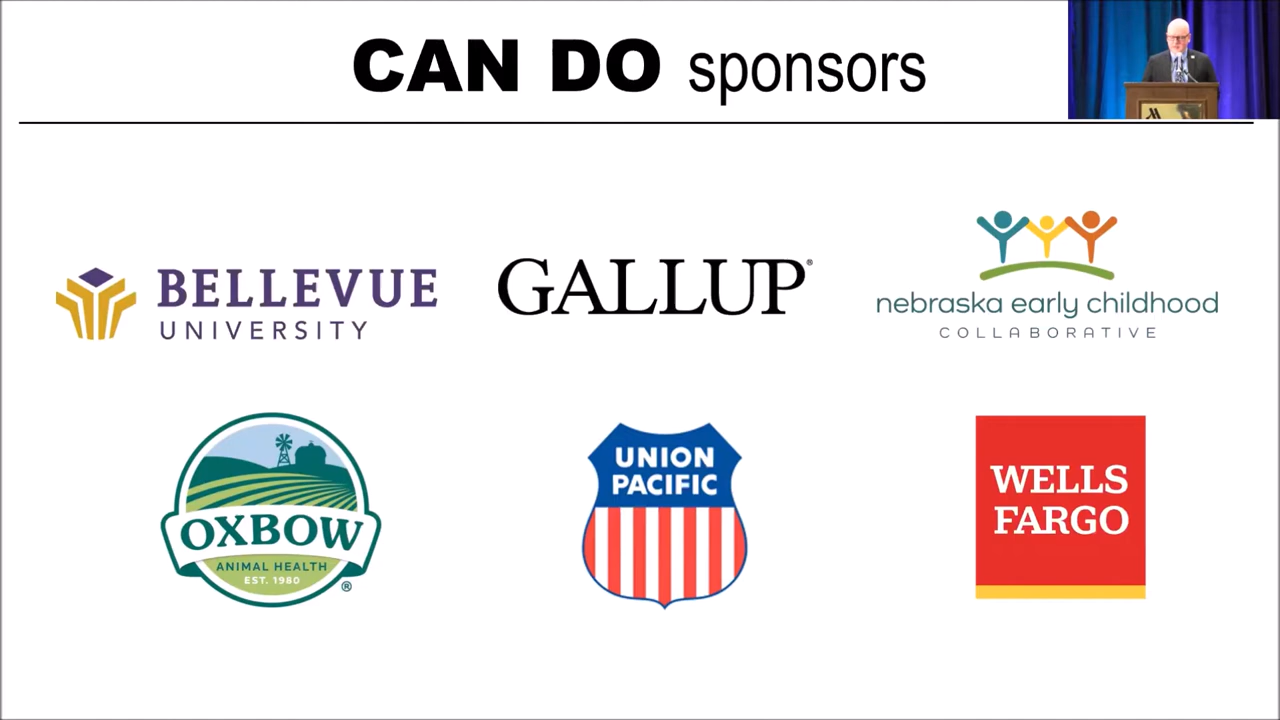 CAN DO sponsors
BELLEVUE
UNIVERSITY
GALLUP®
nebraska early childhood
COLLABORATIVE
OXBOW
ANIMAL HEALTH
EST. 1980
®
UNION
PACIFIC
WELLS
FARGO